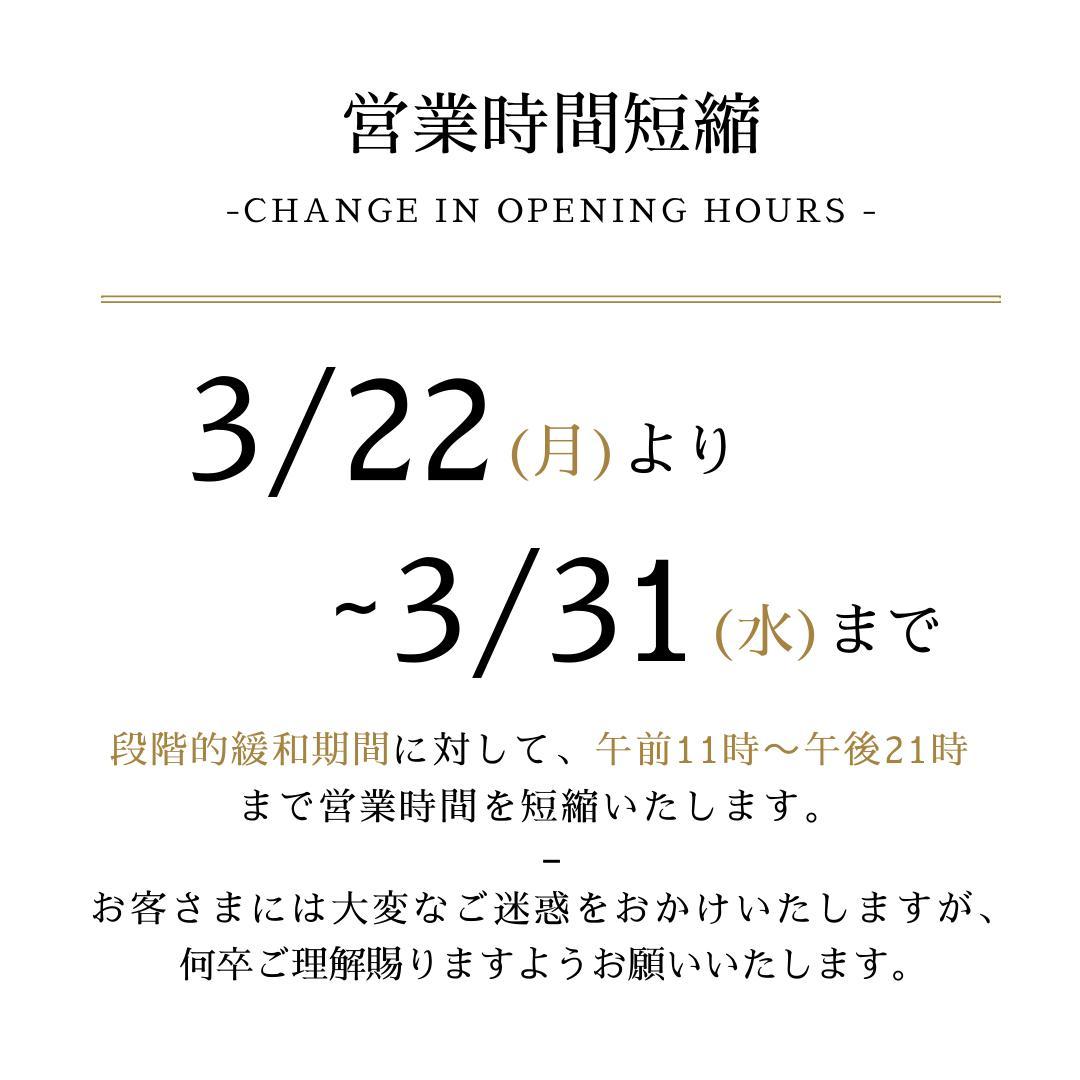 営業時間短縮
-CHANGE IN OPENING HOURS -
3/22(月)より
~3/31(水)まで
段階的緩和期間に対して、午前11時〜午後21時
まで営業時間を短縮いたします。
–
お客さまには大変なご迷惑をおかけいたしますが、
何卒ご理解賜りますようお願いいたします。